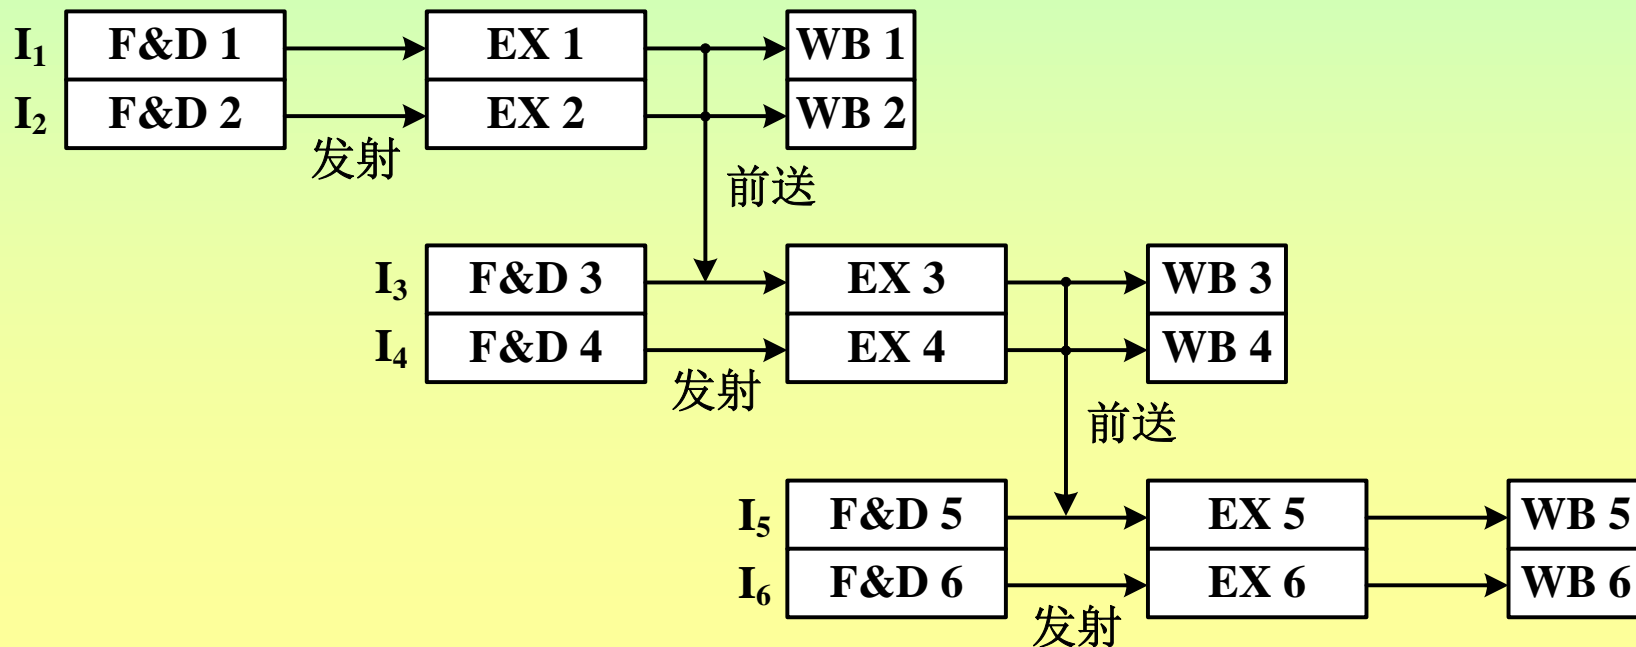 I₁ F&D 1 EX 1 WB 1
I₂ F&D 2 EX 2 WB 2
发射
前送
I₃ F&D 3 EX 3 WB 3
I₄ F&D 4 EX 4 WB 4
发射
前送
I₅ F&D 5 EX 5 WB 5
I₆ F&D 6 EX 6 WB 6
发射